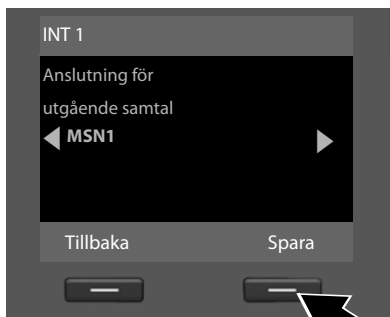 INT 1
Anslutning för
utgående samtal
MSN1
Tillbaka Spara